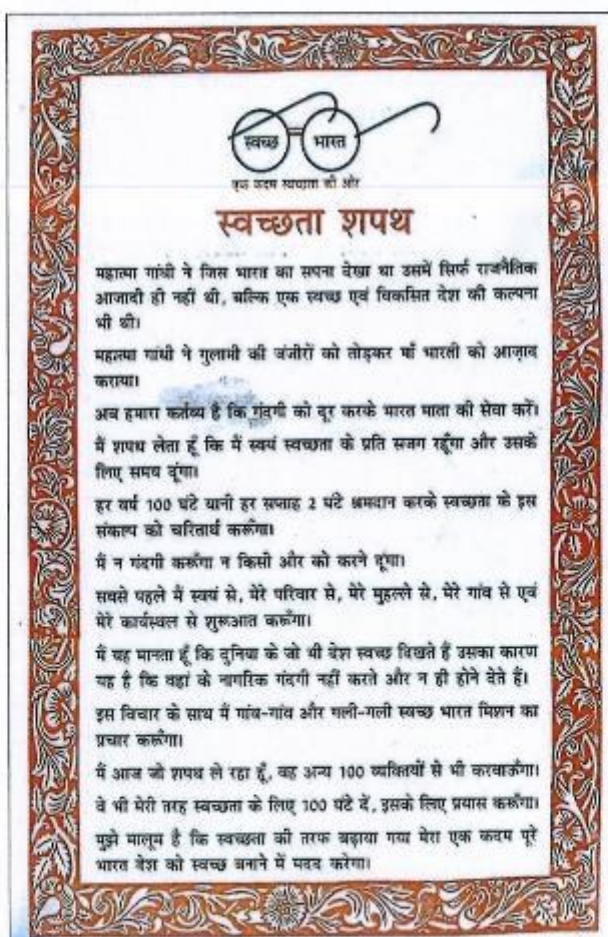 स्वच्छ भारत
एक कदम स्वच्छता की ओर
स्वच्छता शपथ
महात्मा गांधी ने जिस भारत का सपना देखा था उसमें सिर्फ राजनैतिक
आजादी ही नहीं थी, बल्कि एक स्वच्छ एवं विकसित देश की कल्पना
भी थी।
महात्मा गांधी ने गुलामी की जंजीरों को तोड़कर माँ भारती को आज़ाद
कराया।
अब हमारा कर्तव्य है कि गंदगी को दूर करके भारत माता की सेवा करें।
मैं शपथ लेता हूँ कि मैं स्वयं स्वच्छता के प्रति सजग रहूँगा और उसके
लिए समय दूंगा।
हर वर्ष 100 घंटे यानी हर सप्ताह 2 घंटे श्रमदान करके स्वच्छता के इस
संकल्प को चरितार्थ करूँगा।
मैं न गंदगी करूँगा न किसी और को करने दूंगा।
सबसे पहले मैं स्वयं से, मेरे परिवार से, मेरे मुहल्ले से, मेरे गांव से एवं
मेरे कार्यस्थल से शुरूआत करूँगा।
मैं यह मानता हूँ कि दुनिया के जो भी देश स्वच्छ दिखते हैं उसका कारण
यह है कि वहां के नागरिक गंदगी नहीं करते और न ही होने देते हैं।
इस विचार के साथ मैं गांव-गांव और गली-गली स्वच्छ भारत मिशन का
प्रचार करूँगा।
मैं आज जो शपथ ले रहा हूँ, वह अन्य 100 व्यक्तियों से भी करवाऊँगा।
वे भी मेरी तरह स्वच्छता के लिए 100 घंटे दें, इसके लिए प्रयास करूँगा।
मुझे मालूम है कि स्वच्छता की तरफ बढ़ाया गया मेरा एक कदम पूरे
भारत देश को स्वच्छ बनाने में मदद करेगा।